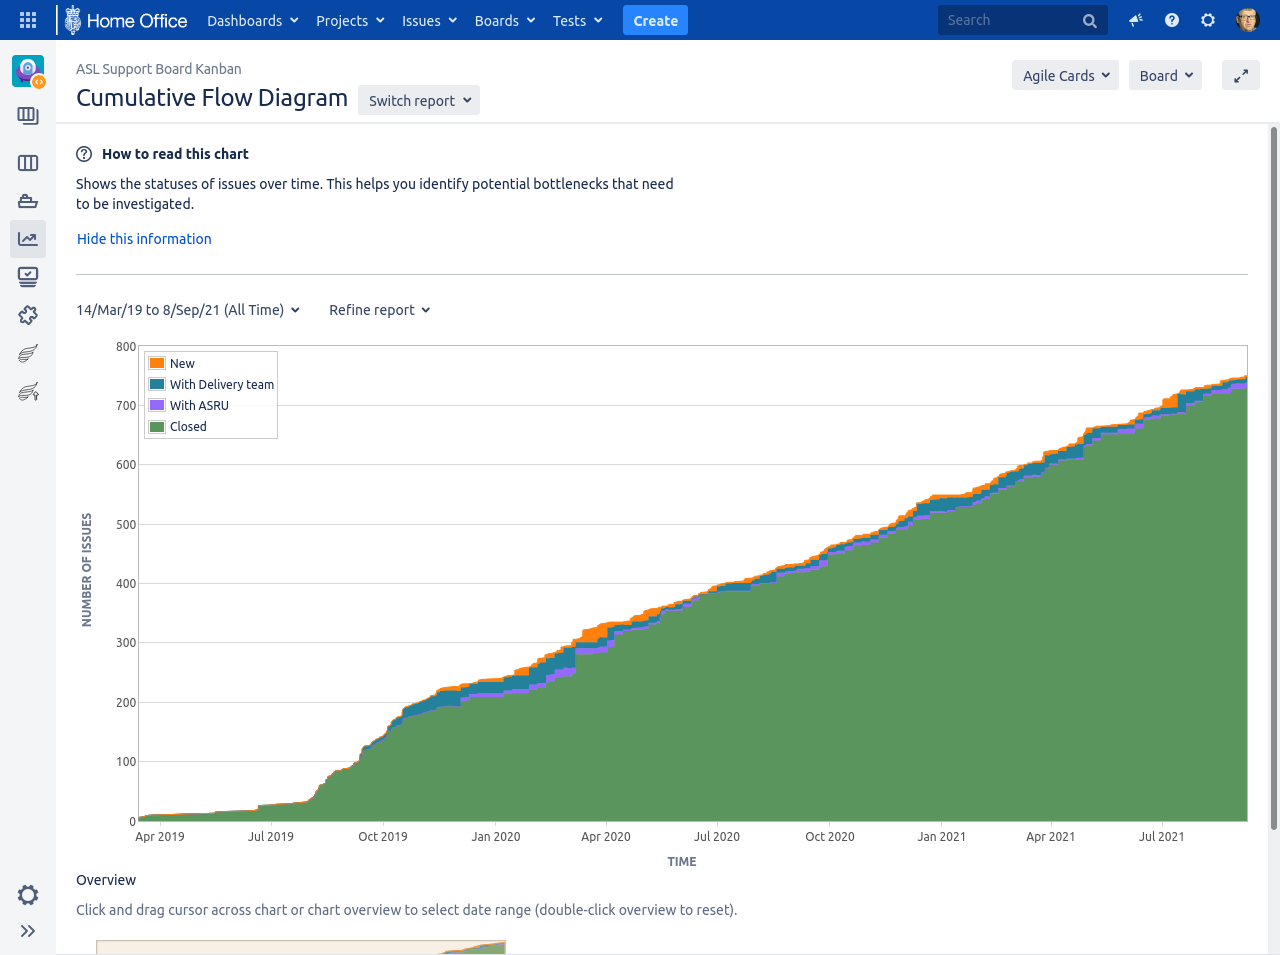 Home Office Dashboards Projects Issues Boards Tests Create Search
ASL Support Board Kanban
Cumulative Flow Diagram Switch report Agile Cards Board
How to read this chart
Shows the statuses of issues over time. This helps you identify potential bottlenecks that need
to be investigated.
Hide this information
14/Mar/19 to 8/Sep/21 (All Time) Refine report
800
700
600
500
400
300
200
100
0
NUMBER OF ISSUES
New
With Delivery team
With ASRU
Closed
Apr 2019 Jul 2019 Oct 2019 Jan 2020 Apr 2020 Jul 2020 Oct 2020 Jan 2021 Apr 2021 Jul 2021
TIME
Overview
Click and drag cursor across chart or chart overview to select date range (double-click overview to reset).